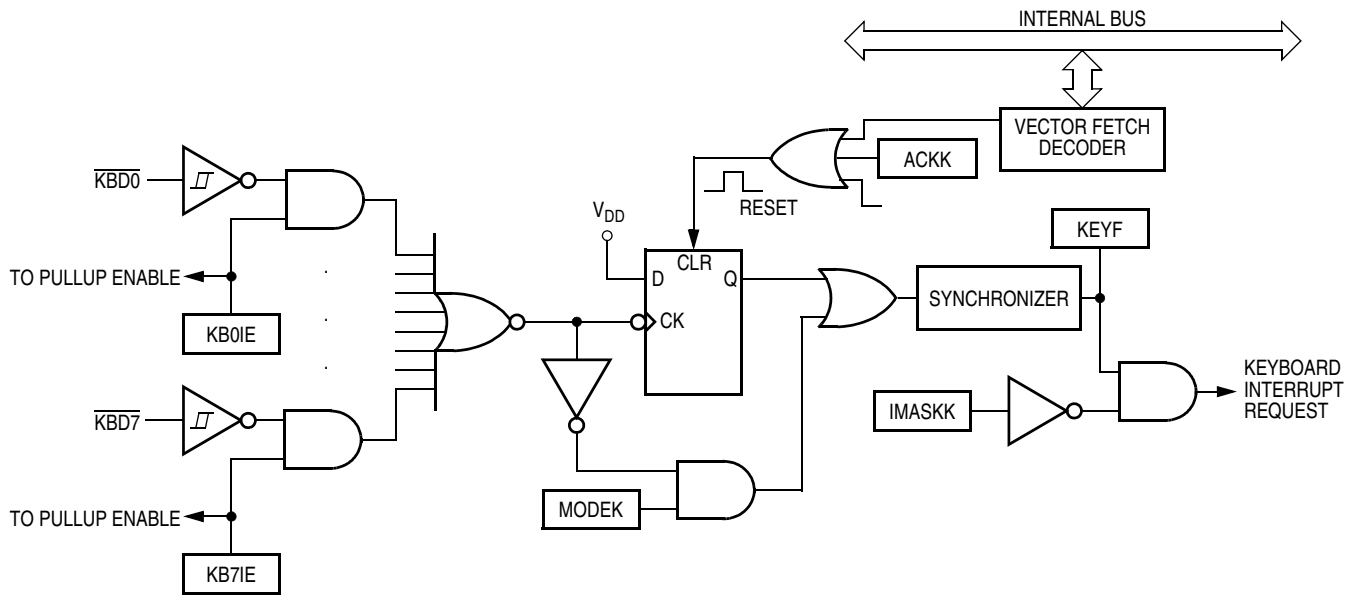 INTERNAL BUS
VECTOR FETCH
DECODER
ACKK
KBD0
RESET
VDD
KEYF
CLR
D
Q
TO PULLUP ENABLE
SYNCHRONIZER
CK
KB0IE
KEYBOARD
INTERRUPT
REQUEST
KBD7
IMASKK
MODEK
TO PULLUP ENABLE
KB7IE